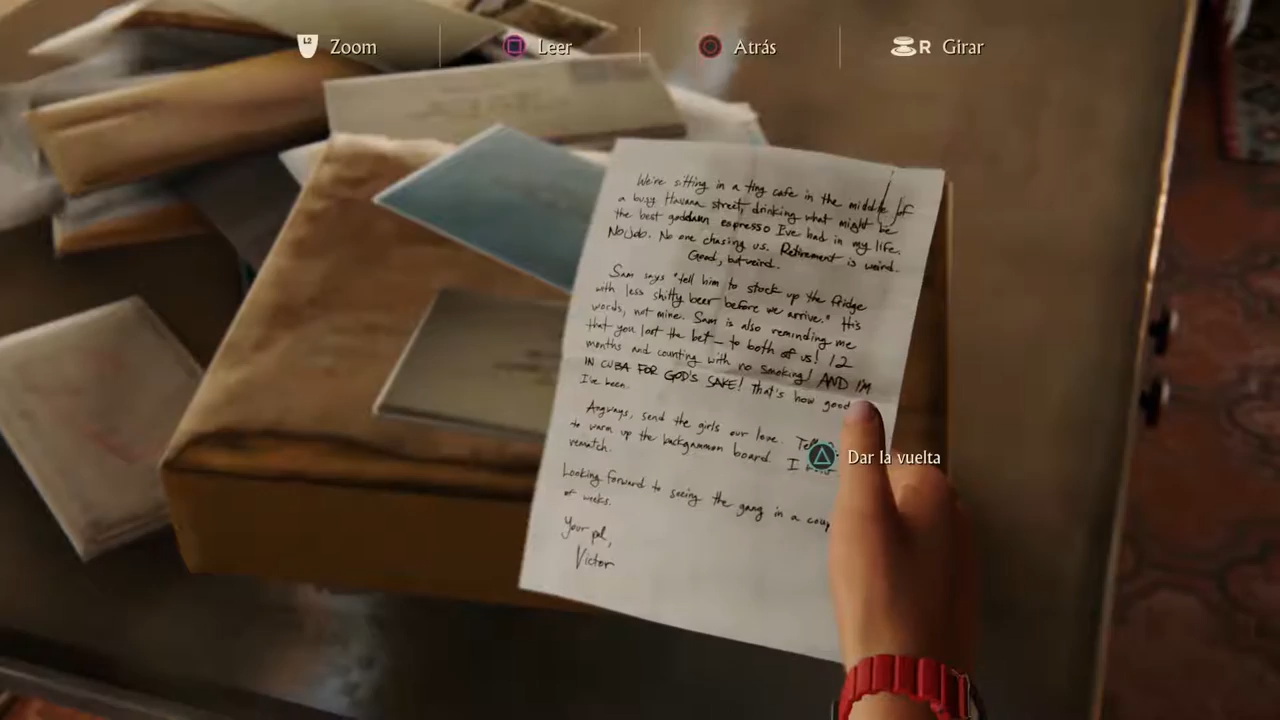 L2 Zoom
Leer
Atrás
R Girar
We're sitting in a tiny cafe in the middle of
a busy Havana street, drinking what might be
the best goddamn espresso I've had in my life.
No job. No one chasing us. Retirement is weird.
Good, but weird.
Sam says "tell him to stock up the fridge
with less shitty beer before we arrive." His
words, not mine. Sam is also reminding me
that you lost the bet - to both of us! 12
months and counting with no smoking! AND I'M
IN CUBA FOR GOD'S SAKE! That's how good
I've been.
Anyways, send the girls our love.
to warm up the backgammon board. I
rematch.
Looking forward to seeing the gang in a
of weeks.
Your pal,
Victor
Dar la vuelta